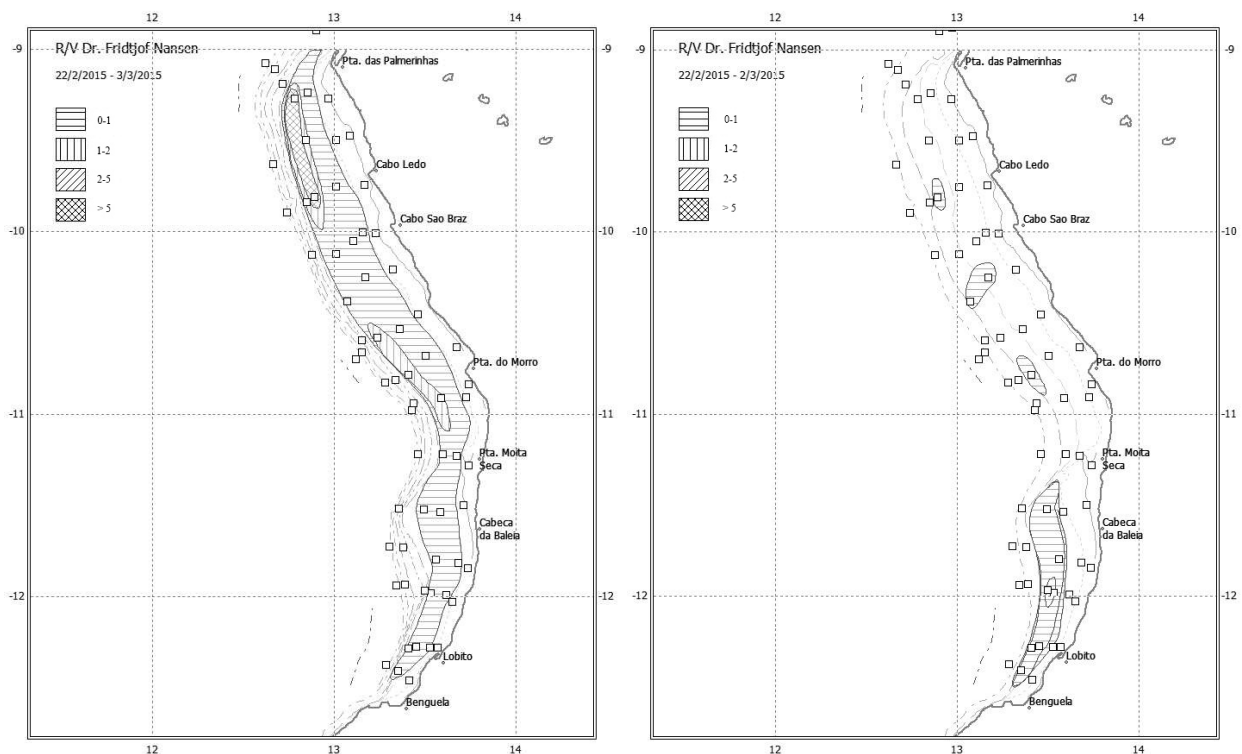 12 13 14
-9 -9
R/V Dr. Fridtjof Nansen
22/2/2015 - 3/3/2015
0-1
1-2
2-5
> 5
Pta. das Palmerinhas
Cabo Ledo
Cabo Sao Braz
-10 -10
Pta. do Morro
-11 -11
Pta. Moita
Seca
Cabeca
da Baleia
-12 -12
Lobito
Benguela
12 13 14
12 13 14
-9 -9
R/V Dr. Fridtjof Nansen
22/2/2015 - 2/3/2015
0-1
1-2
2-5
> 5
Pta. das Palmerinhas
Cabo Ledo
Cabo Sao Braz
-10 -10
Pta. do Morro
-11 -11
Pta. Moita
Seca
Cabeca
da Baleia
-12 -12
Lobito
Benguela
12 13 14